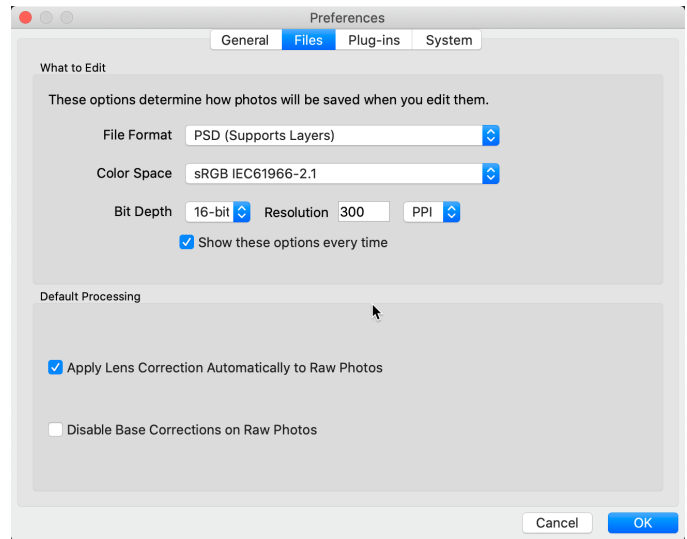 Preferences
General Files Plug-ins System
What to Edit
These options determine how photos will be saved when you edit them.
File Format PSD (Supports Layers)
Color Space sRGB IEC61966-2.1
Bit Depth 16-bit Resolution 300 PPI
Show these options every time
Default Processing
Apply Lens Correction Automatically to Raw Photos
Disable Base Corrections on Raw Photos
Cancel OK